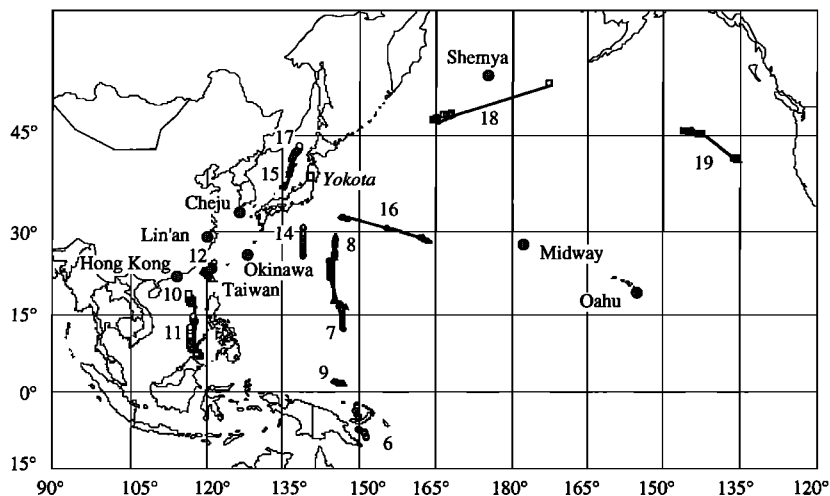 Shemya
18
45°
17
19
15
Yokota
Cheju
16
Lin'an
30°
14
8
12
Midway
Hong Kong
Okinawa
Taiwan
10
Oahu
15°
11
7
9
0°
6
15°
90° 105° 120° 135° 165° 180° 150° 135° 120°